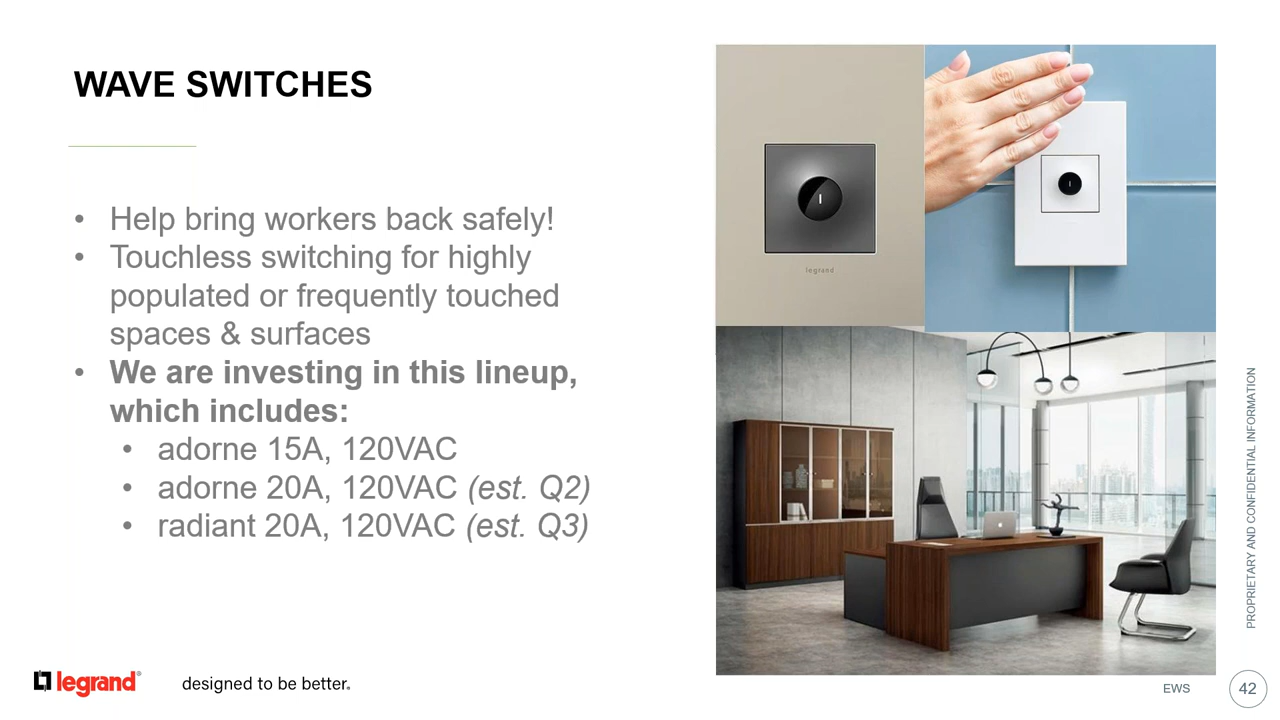 WAVE SWITCHES
• Help bring workers back safely!
• Touchless switching for highly
populated or frequently touched
spaces & surfaces
• We are investing in this lineup,
which includes:
• adorne 15A, 120VAC
• adorne 20A, 120VAC (est. Q2)
• radiant 20A, 120VAC (est. Q3)
legrand
PROPRIETARY AND CONFIDENTIAL INFORMATION
legrand®
designed to be better.
EWS
42